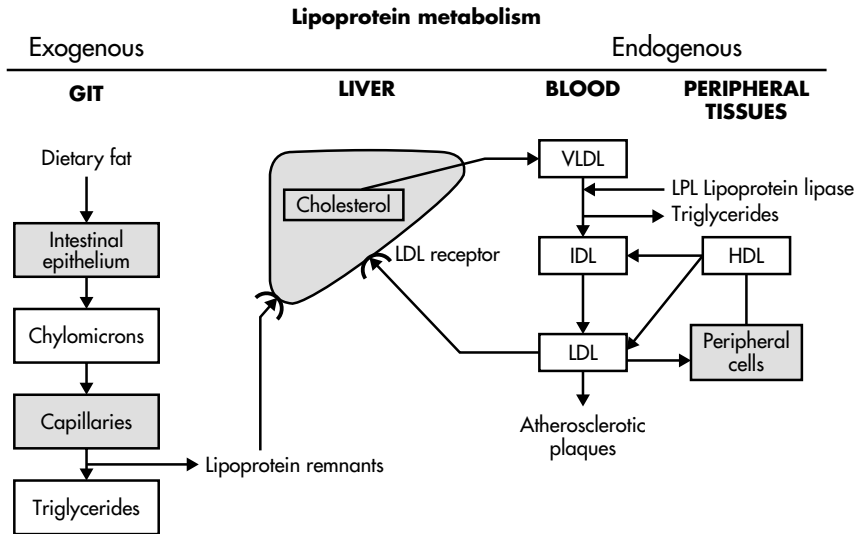 Lipoprotein metabolism
Exogenous
Endogenous
GIT
LIVER
BLOOD
PERIPHERAL
TISSUES
Dietary fat
Intestinal
epithelium
Chylomicrons
Capillaries
Triglycerides
Lipoprotein remnants
Cholesterol
LDL receptor
VLDL
LPL Lipoprotein lipase
Triglycerides
IDL
HDL
LDL
Peripheral
cells
Atherosclerotic
plaques